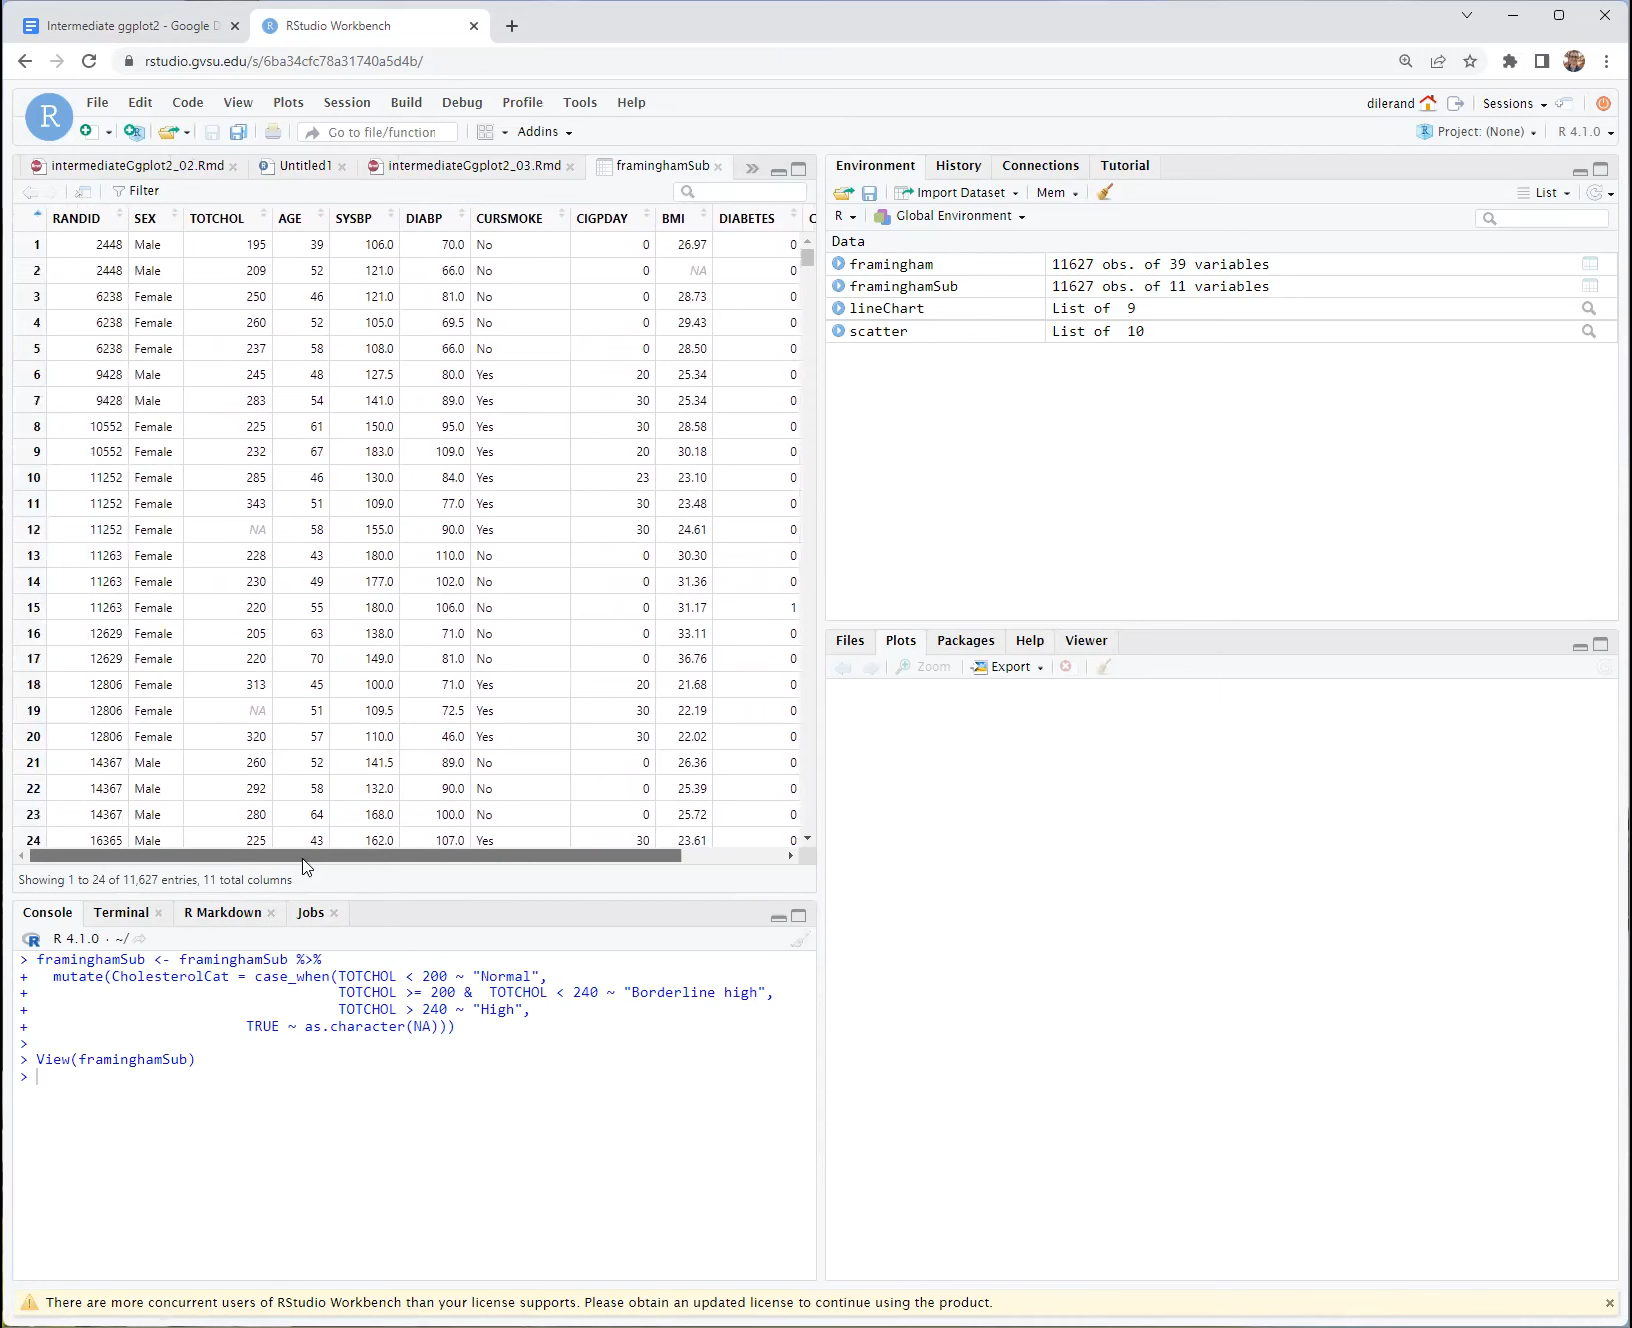 Intermediate ggplot2 - Google D
RStudio Workbench
rstudio.gvsu.edu/s/6ba34cfc78a31740a5d4b/
R
File Edit Code View Plots Session Build Debug Profile Tools Help
dilerand Sessions
Go to file/function Addins
Project: (None) R 4.1.0
intermediateGgplot2_02.Rmd Untitled1 intermediateGgplot2_03.Rmd framinghamSub
Filter
RANDID SEX TOTCHOL AGE SYSBP DIABP CURSMOKE CIGPDAY BMI DIABETES C
1 2448 Male 195 39 106.0 70.0 No 0 26.97 0
2 2448 Male 209 52 121.0 66.0 No 0 NA 0
3 6238 Female 250 46 121.0 81.0 No 0 28.73 0
4 6238 Female 260 52 105.0 69.5 No 0 29.43 0
5 6238 Female 237 58 108.0 66.0 No 0 28.50 0
6 9428 Male 245 48 127.5 80.0 Yes 20 25.34 0
7 9428 Male 283 54 141.0 89.0 Yes 30 25.34 0
8 10552 Female 225 61 150.0 95.0 Yes 30 28.58 0
9 10552 Female 232 67 183.0 109.0 Yes 20 30.18 0
10 11252 Female 285 46 130.0 84.0 Yes 23 23.10 0
11 11252 Female 343 51 109.0 77.0 Yes 30 23.48 0
12 11252 Female NA 58 155.0 90.0 Yes 30 24.61 0
13 11263 Female 228 43 180.0 110.0 No 0 30.30 0
14 11263 Female 230 49 177.0 102.0 No 0 31.36 0
15 11263 Female 220 55 180.0 106.0 No 0 31.17 1
16 12629 Female 205 63 138.0 71.0 No 0 33.11 0
17 12629 Female 220 70 149.0 81.0 No 0 36.76 0
18 12806 Female 313 45 100.0 71.0 Yes 20 21.68 0
19 12806 Female NA 51 109.5 72.5 Yes 30 22.19 0
20 12806 Female 320 57 110.0 46.0 Yes 30 22.02 0
21 14367 Male 260 52 141.5 89.0 No 0 26.36 0
22 14367 Male 292 58 132.0 90.0 No 0 25.39 0
23 14367 Male 280 64 168.0 100.0 No 0 25.72 0
24 16365 Male 225 43 162.0 107.0 Yes 30 23.61 0
Showing 1 to 24 of 11,627 entries, 11 total columns
Console Terminal R Markdown Jobs
R 4.1.0 · ~/
> framinghamSub <- framinghamSub %>%
+ mutate(CholesterolCat = case_when(TOTCHOL < 200 ~ "Normal",
+ TOTCHOL >= 200 & TOTCHOL < 240 ~ "Borderline high",
+ TOTCHOL > 240 ~ "High",
+ TRUE ~ as.character(NA)))
>
> View(framinghamSub)
>
Environment History Connections Tutorial
Import Dataset Mem List
R Global Environment
Data
framingham 11627 obs. of 39 variables
framinghamSub 11627 obs. of 11 variables
lineChart List of 9
scatter List of 10
Files Plots Packages Help Viewer
Zoom Export
There are more concurrent users of RStudio Workbench than your license supports. Please obtain an updated license to continue using the product.